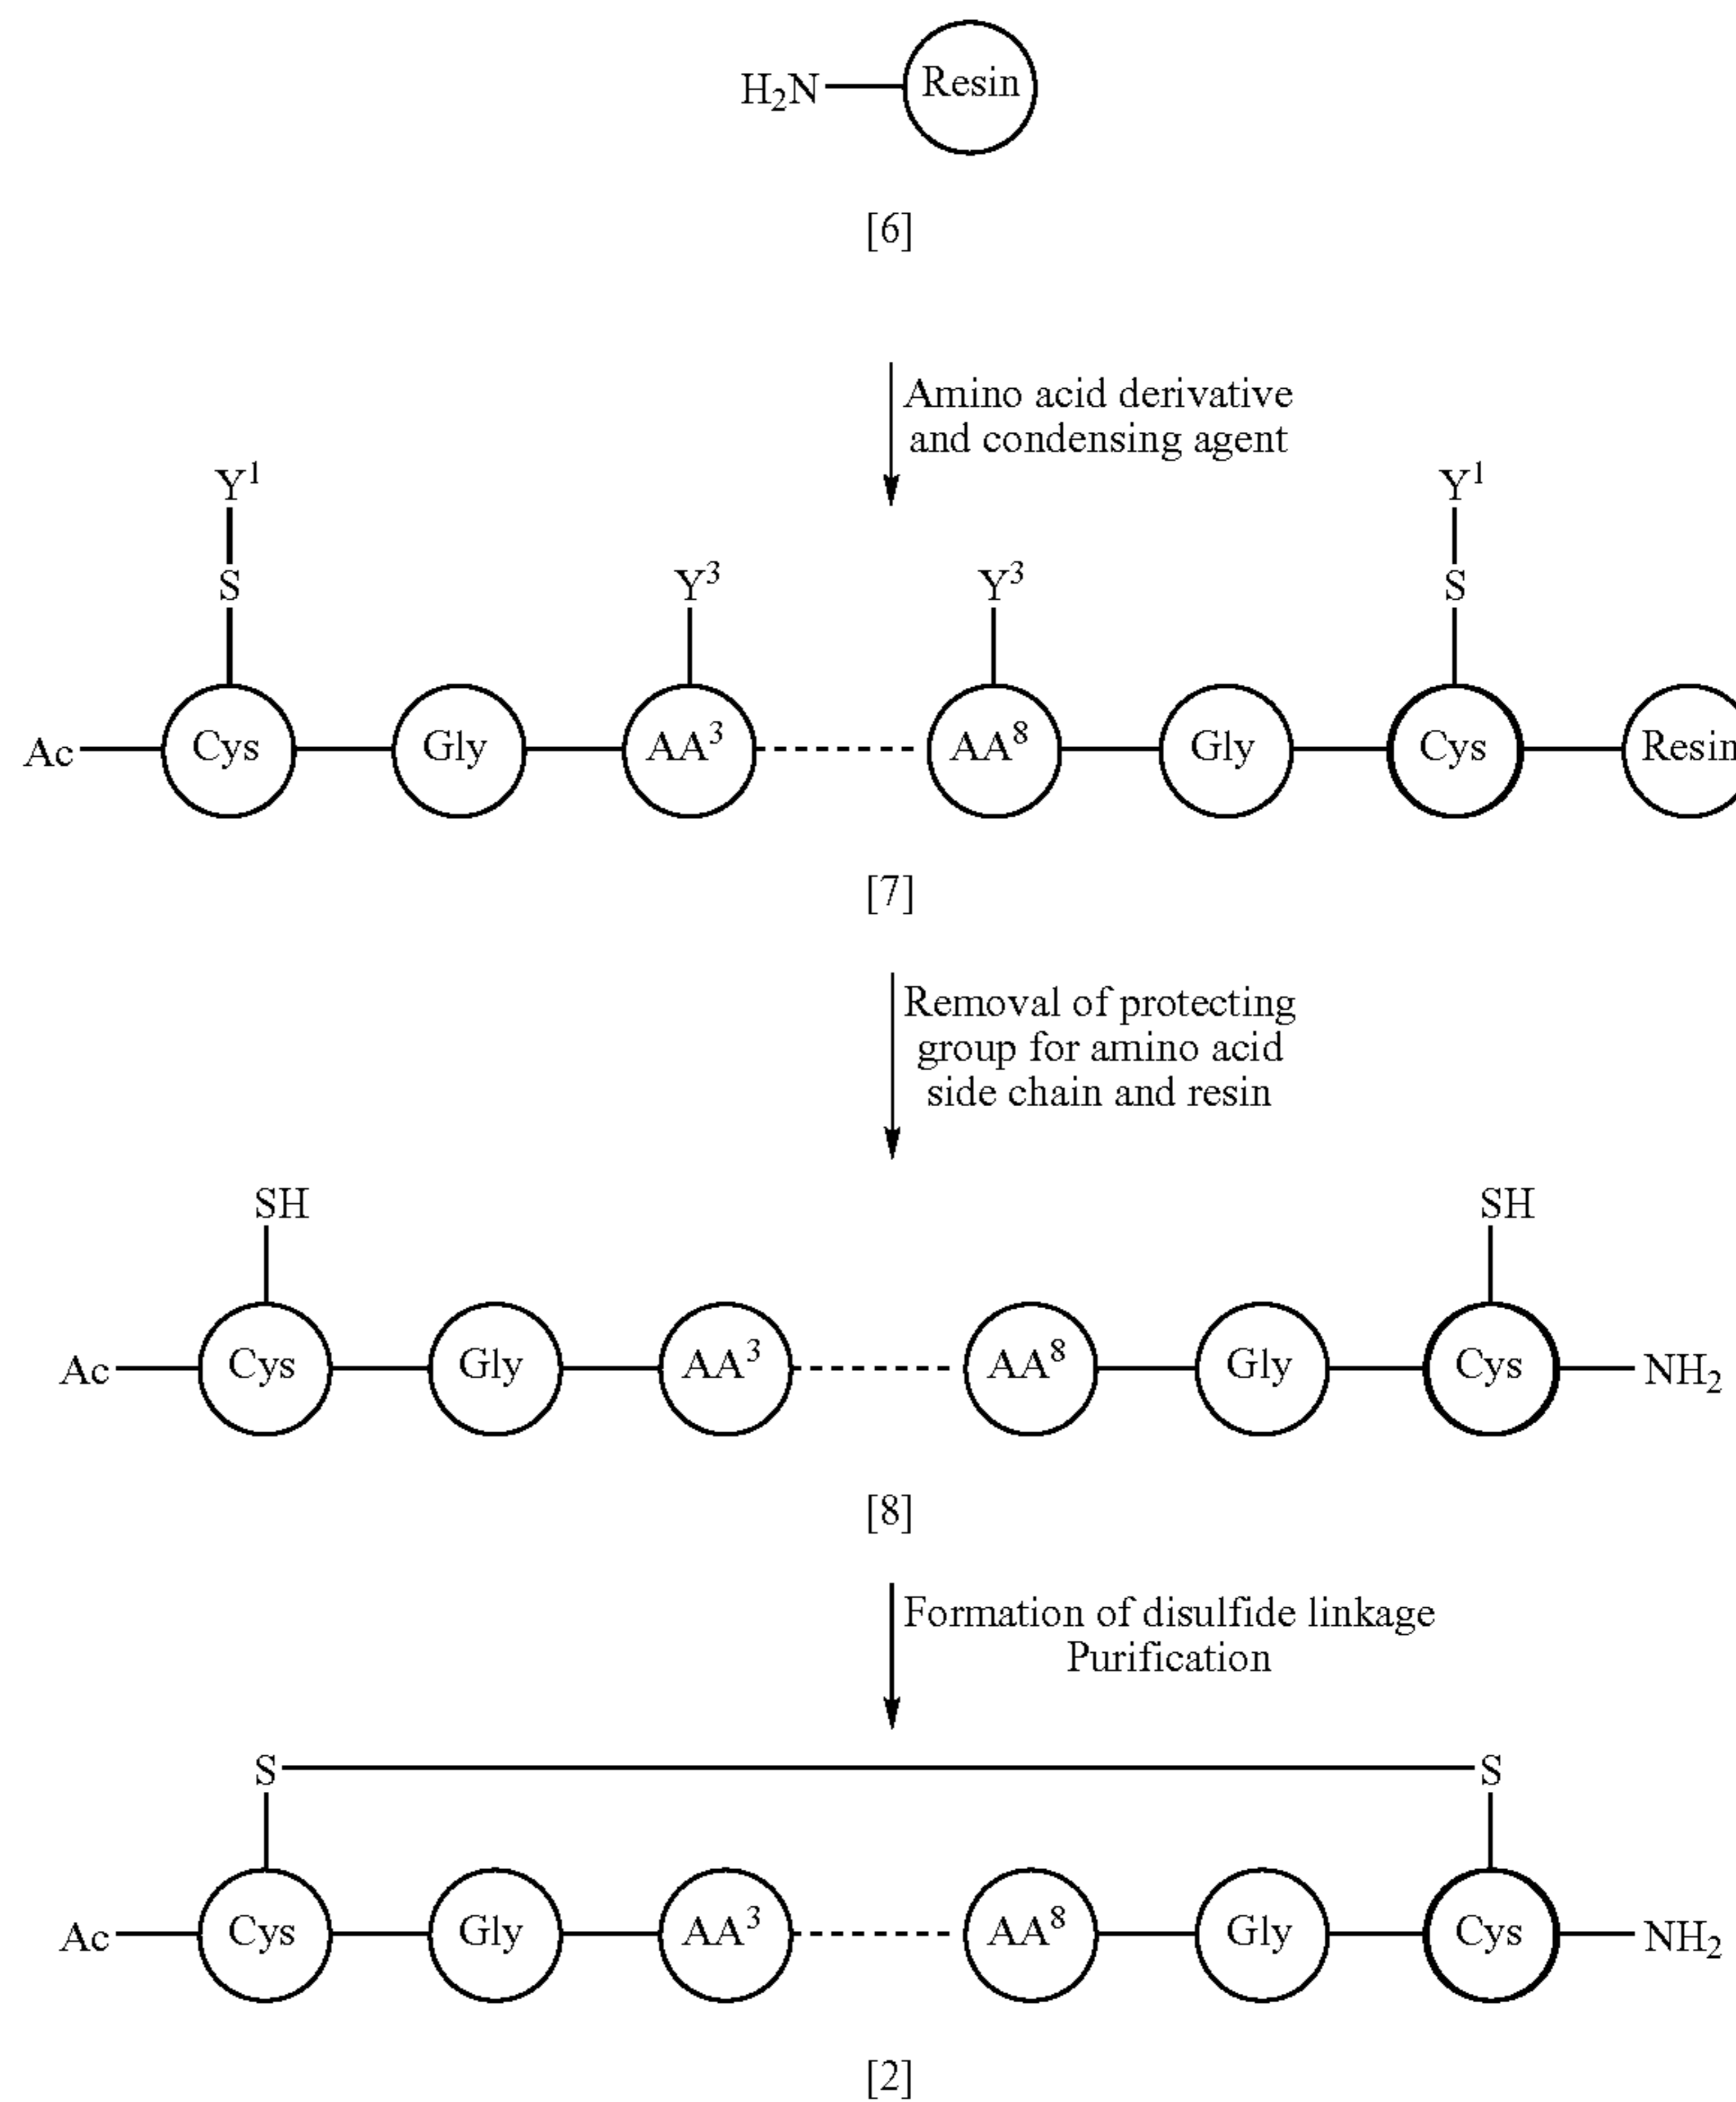 H₂N Resin
[6]
Amino acid derivative
and condensing agent
Y¹ Y¹
S Y³ Y³ S
Ac Cys Gly AA³ AA⁸ Gly Cys Resin
[7]
Removal of protecting
group for amino acid
side chain and resin
SH SH
Ac Cys Gly AA³ AA⁸ Gly Cys NH₂
[8]
Formation of disulfide linkage
Purification
S S
Ac Cys Gly AA³ AA⁸ Gly Cys NH₂
[2]